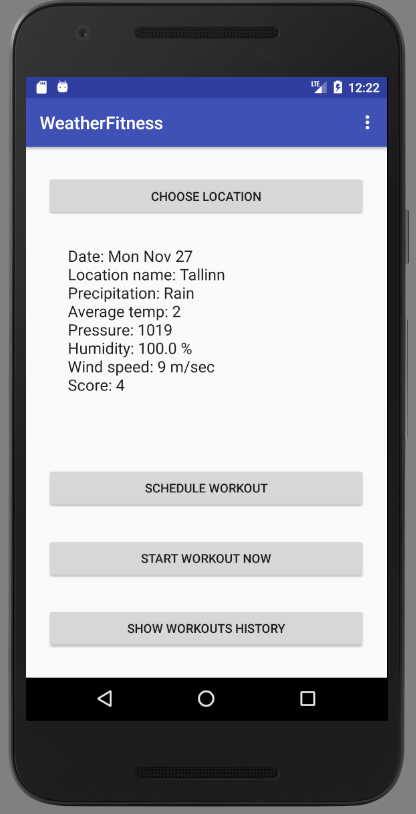 LTE 12:22
WeatherFitness
CHOOSE LOCATION
Date: Mon Nov 27
Location name: Tallinn
Precipitation: Rain
Average temp: 2
Pressure: 1019
Humidity: 100.0 %
Wind speed: 9 m/sec
Score: 4
SCHEDULE WORKOUT
START WORKOUT NOW
SHOW WORKOUTS HISTORY